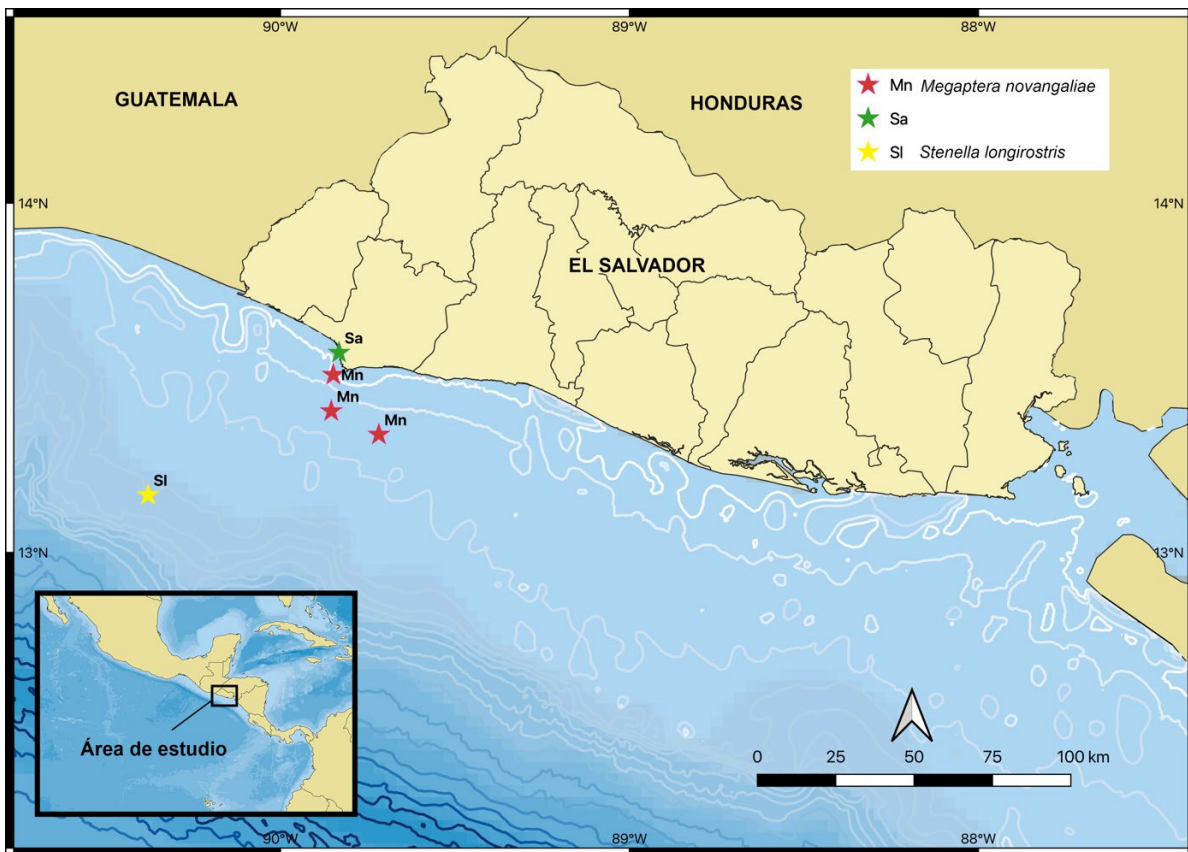 90°W 89°W 88°W
GUATEMALA
HONDURAS
Mn Megaptera novangaliae
Sa
Sl Stenella longirostris
14°N 14°N
EL SALVADOR
Sa
Mn
Mn
Mn
Sl
13°N 13°N
Área de estudio
0 25 50 75 100 km
90°W 89°W 88°W